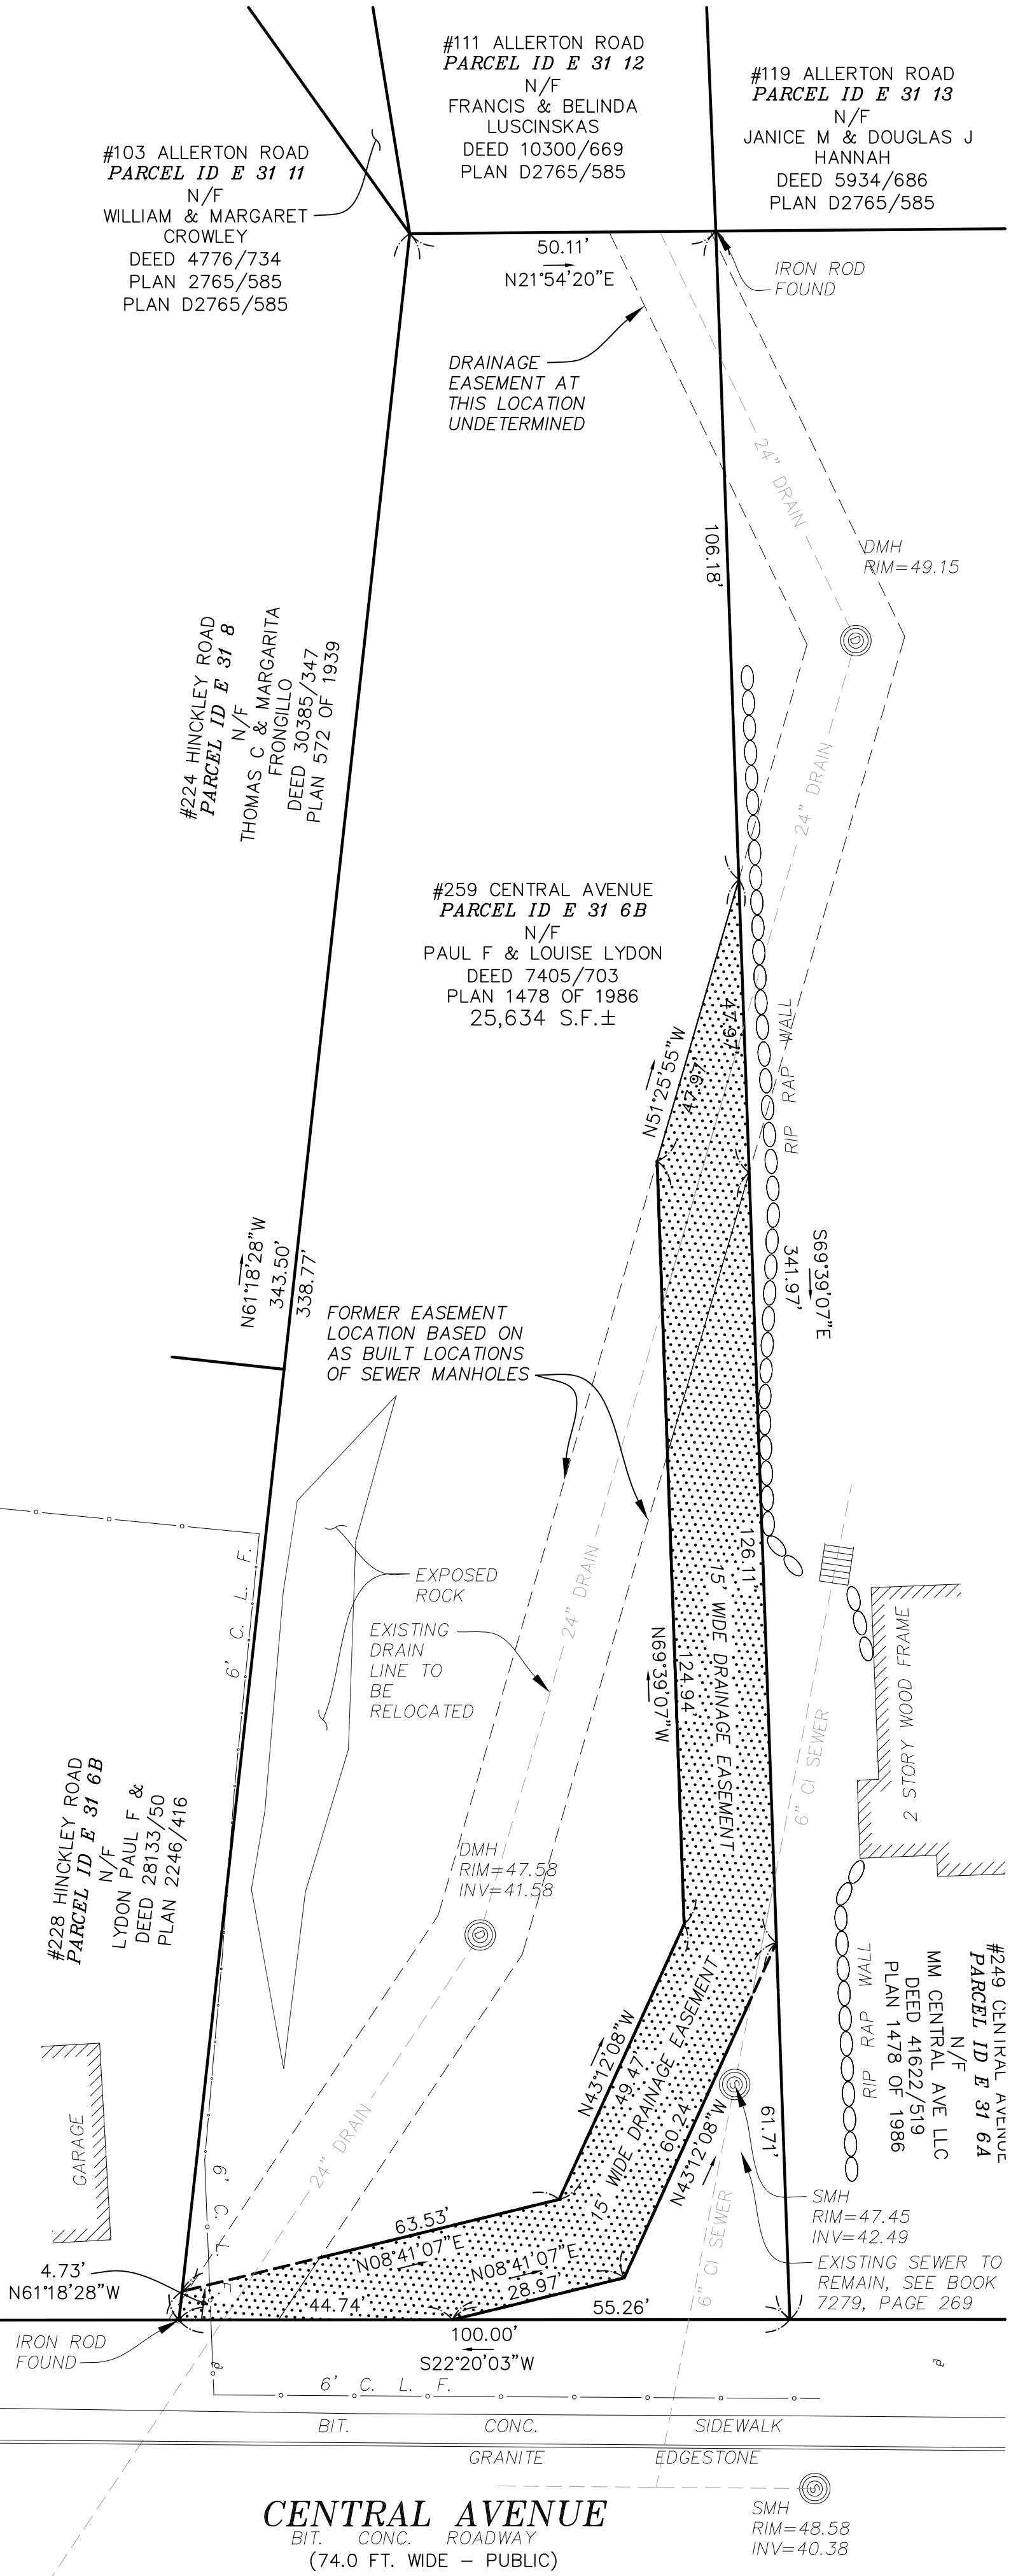 #111 ALLERTON ROAD
PARCEL ID E 31 12
N/F
FRANCIS & BELINDA
LUSCINSKAS
DEED 10300/669
PLAN D2765/585
#119 ALLERTON ROAD
PARCEL ID E 31 13
N/F
JANICE M & DOUGLAS J
HANNAH
DEED 5934/686
PLAN D2765/585
#103 ALLERTON ROAD
PARCEL ID E 31 11
N/F
WILLIAM & MARGARET
CROWLEY
DEED 4776/734
PLAN 2765/585
PLAN D2765/585
50.11'
N21°54'20"E
IRON ROD
FOUND
DRAINAGE
EASEMENT AT
THIS LOCATION
UNDETERMINED
24" DRAIN
106.18'
DMH
RIM=49.15
#224 HINCKLEY ROAD
PARCEL ID E 31 8
N/F
THOMAS C & MARGARITA
FRONGILLO
DEED 30385/347
PLAN 572 OF 1939
24" DRAIN
#259 CENTRAL AVENUE
PARCEL ID E 31 6B
N/F
PAUL F & LOUISE LYDON
DEED 7405/703
PLAN 1478 OF 1986
25,634 S.F.±
47.97'
RIP RAP WALL
N51°25'55"W
47.97'
N61°18'28"W
343.50'
338.77'
S69°39'07"E
341.97'
FORMER EASEMENT
LOCATION BASED ON
AS BUILT LOCATIONS
OF SEWER MANHOLES
6' C. L. F.
EXPOSED
ROCK
24" DRAIN
126.11'
15' WIDE DRAINAGE EASEMENT
EXISTING
DRAIN
LINE TO
BE
RELOCATED
N69°39'07"W
124.94
2 STORY WOOD FRAME
6" CI SEWER
#228 HINCKLEY ROAD
PARCEL ID E 31 6B
N/F
LYDON PAUL F &
DEED 28133/50
PLAN 2246/416
DMH
RIM=47.58
INV=41.58
#249 CENTRAL AVENUE
PARCEL ID E 31 6A
N/F
MM CENTRAL AVE LLC
DEED 41622/519
PLAN 1478 OF 1986
RIP RAP WALL
N43°12'08"W
49.47'
15' WIDE DRAINAGE EASEMENT
60.24'
N43°12'08"W
61.71'
GARAGE
24" DRAIN
6' C. L. F.
6" CI SEWER
SMH
RIM=47.45
INV=42.49
EXISTING SEWER TO
REMAIN, SEE BOOK
7279, PAGE 269
63.53'
N08°41'07"E
N08°41'07"E
28.97'
4.73'
N61°18'28"W
44.74'
55.26'
IRON ROD
FOUND
100.00'
S22°20'03"W
6' C. L. F.
BIT. CONC. SIDEWALK
GRANITE EDGESTONE
CENTRAL AVENUE
BIT. CONC. ROADWAY
(74.0 FT. WIDE – PUBLIC)
SMH
RIM=48.58
INV=40.38